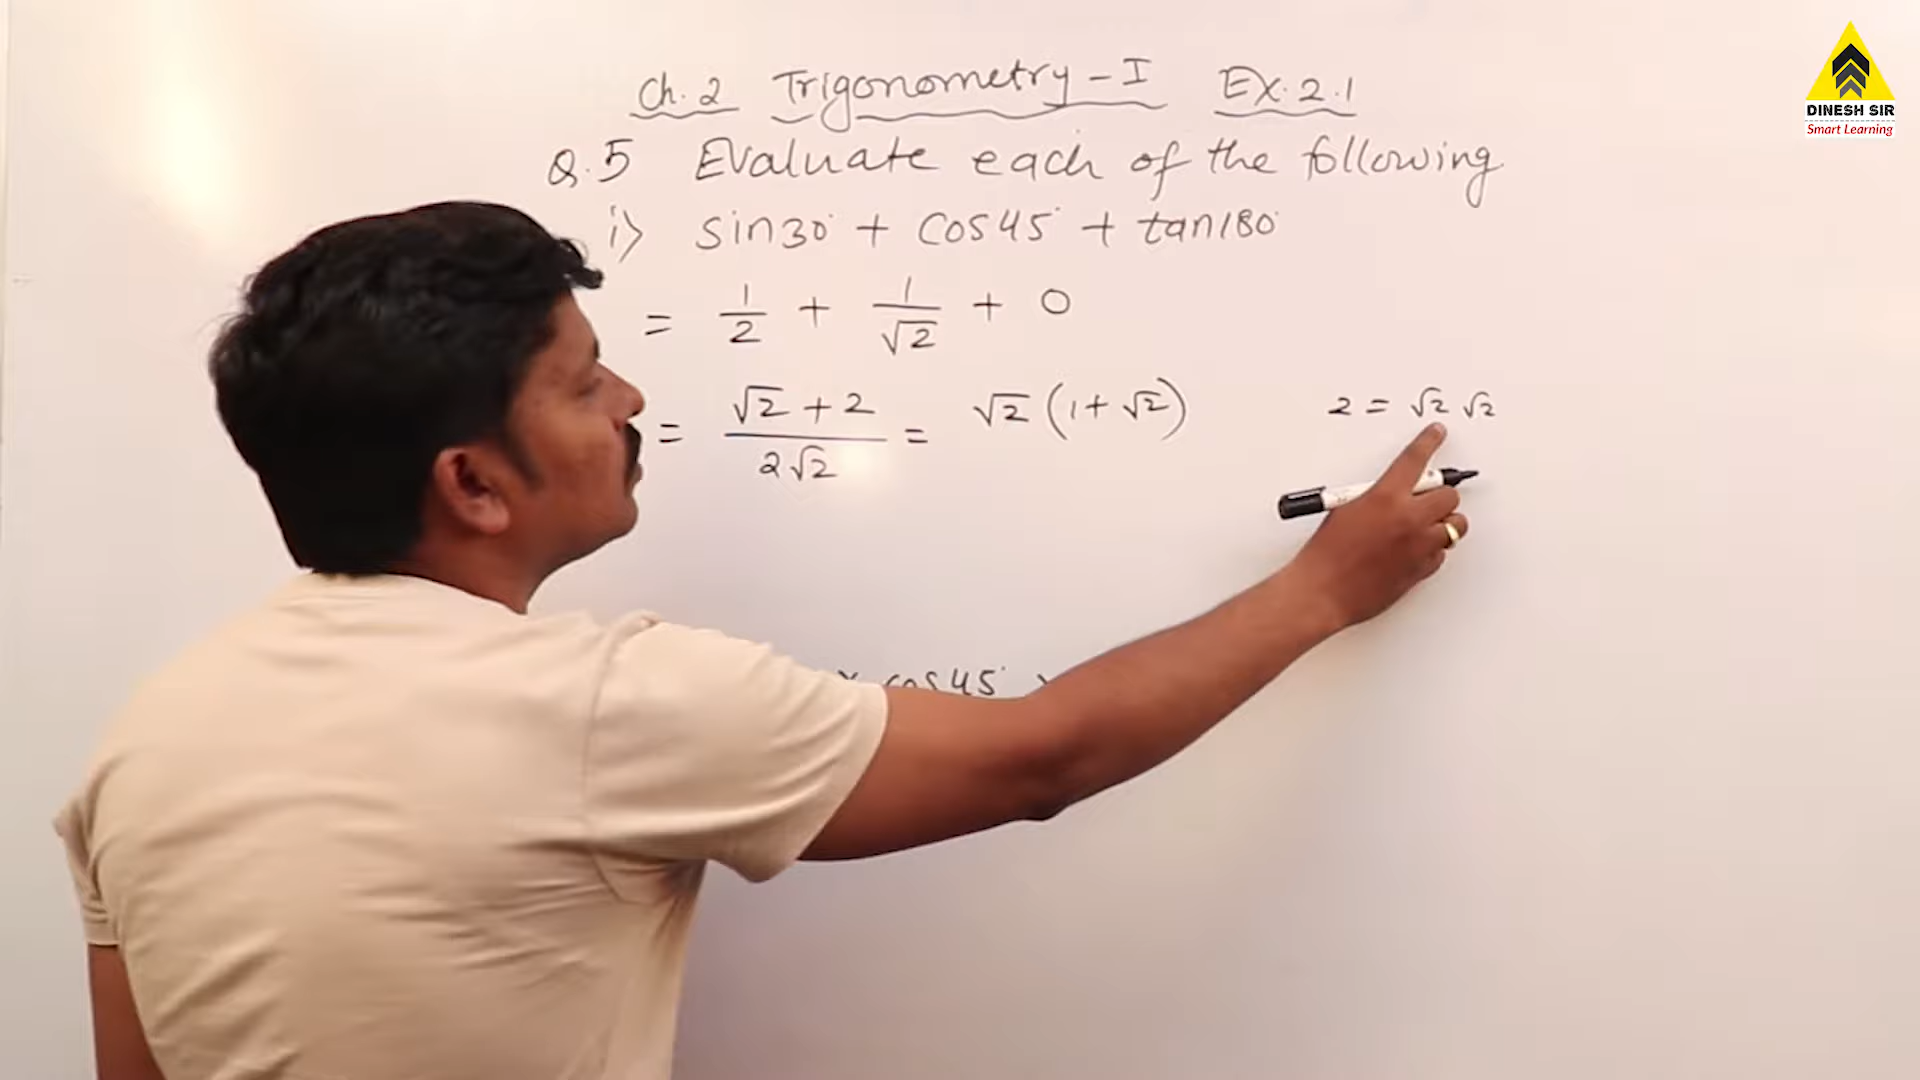 Ch.2 Trigonometry - I Ex. 2.1
Q.5 Evaluate each of the following
i) sin30° + cos45° + tan180°
= 1/2 + 1/√2 + 0
= (√2 + 2)/(2√2) = √2 (1 + √2)
2 = √2 √2
cos45°
DINESH SIR
Smart Learning